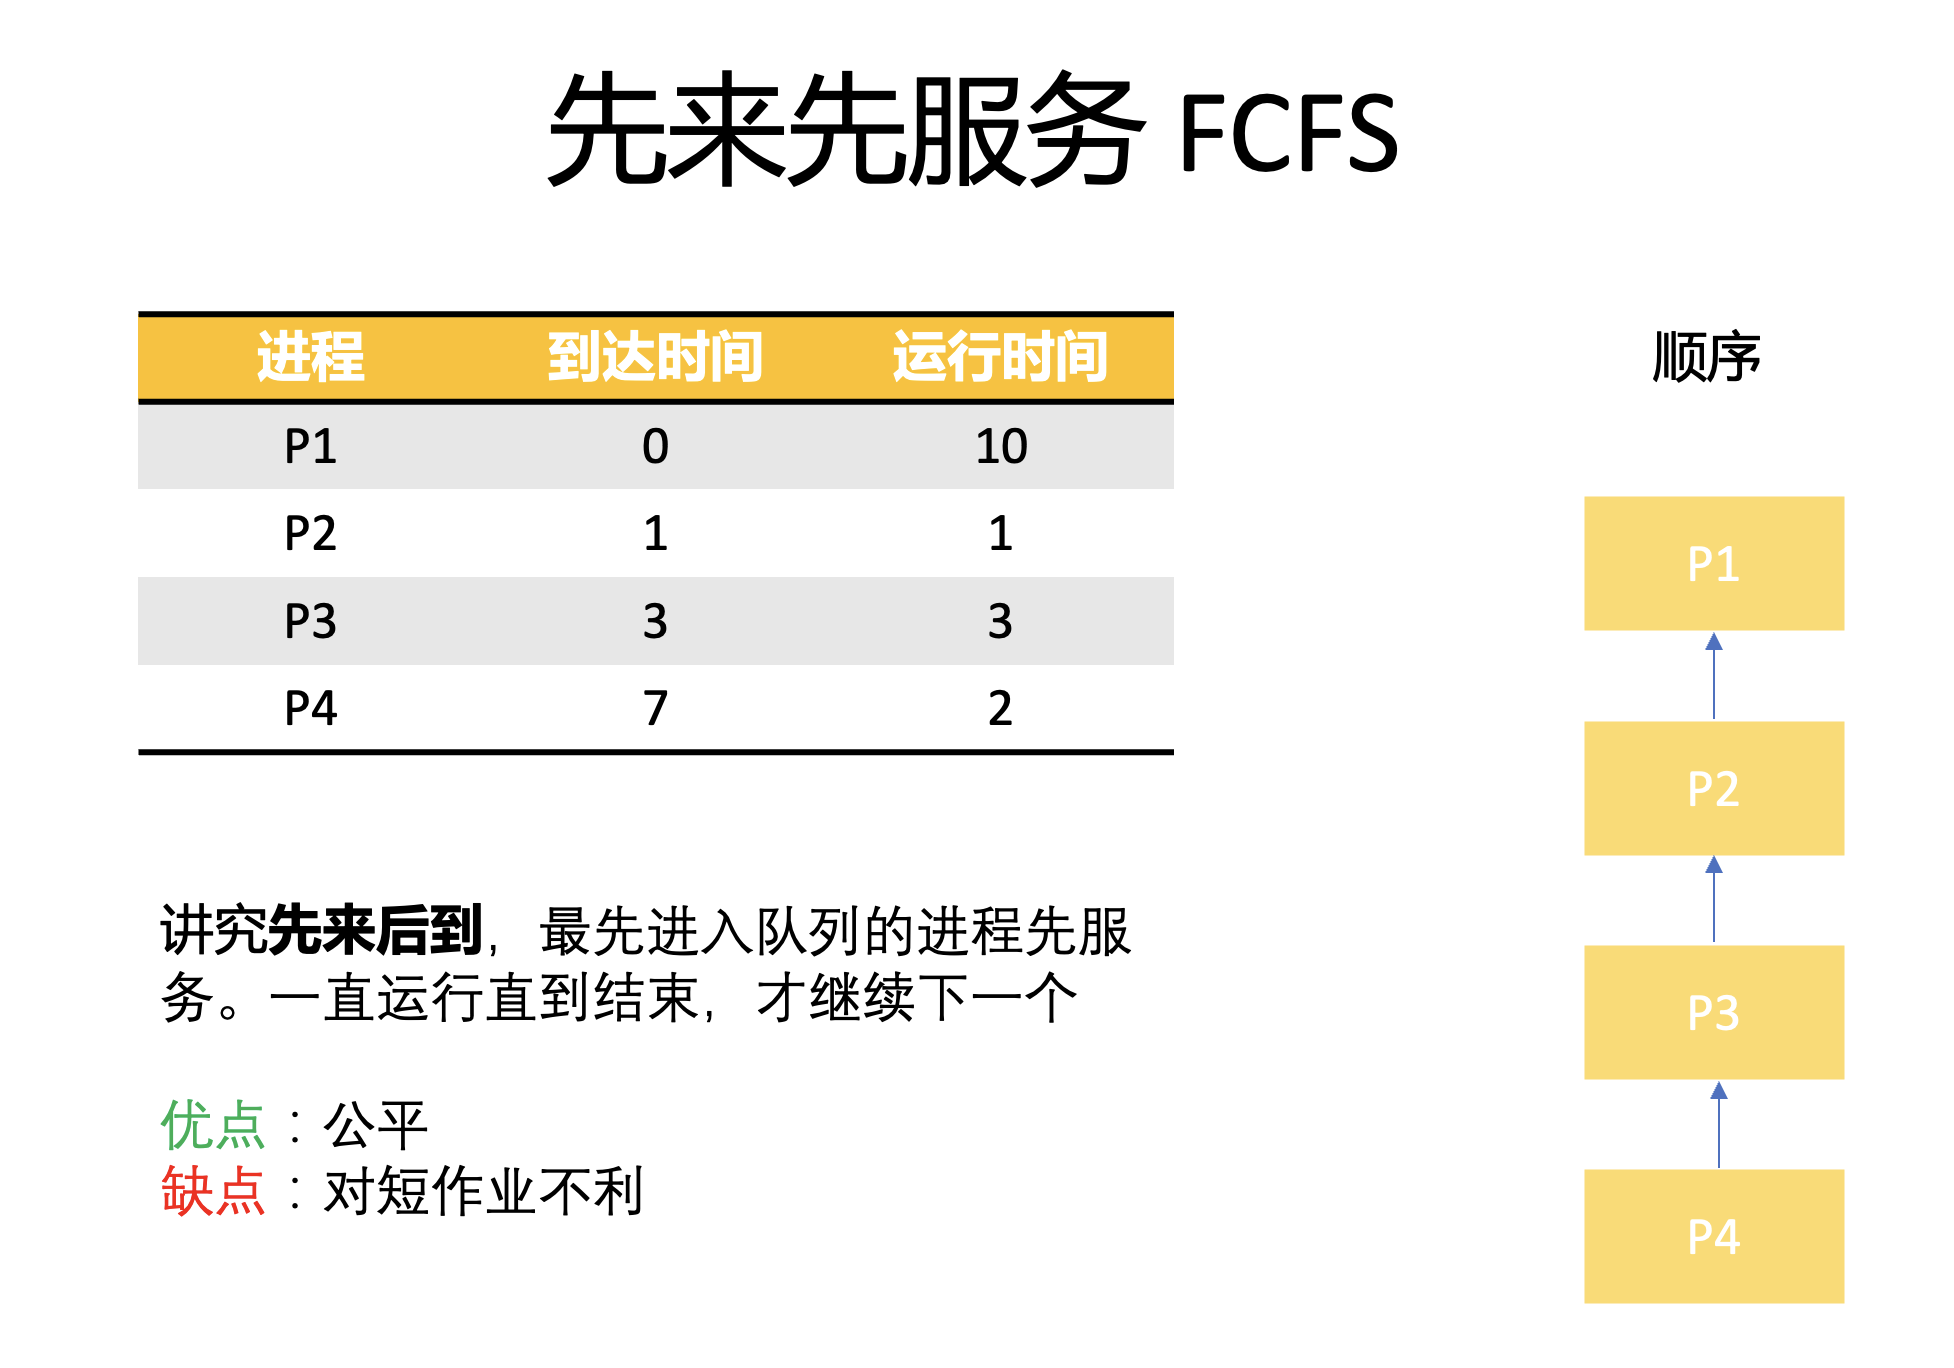 先来先服务 FCFS
进程 到达时间 运行时间
P1 0 10
P2 1 1
P3 3 3
P4 7 2
讲究先来后到，最先进入队列的进程先服
务。一直运行直到结束，才继续下一个
优点：公平
缺点：对短作业不利
顺序
P1
P2
P3
P4